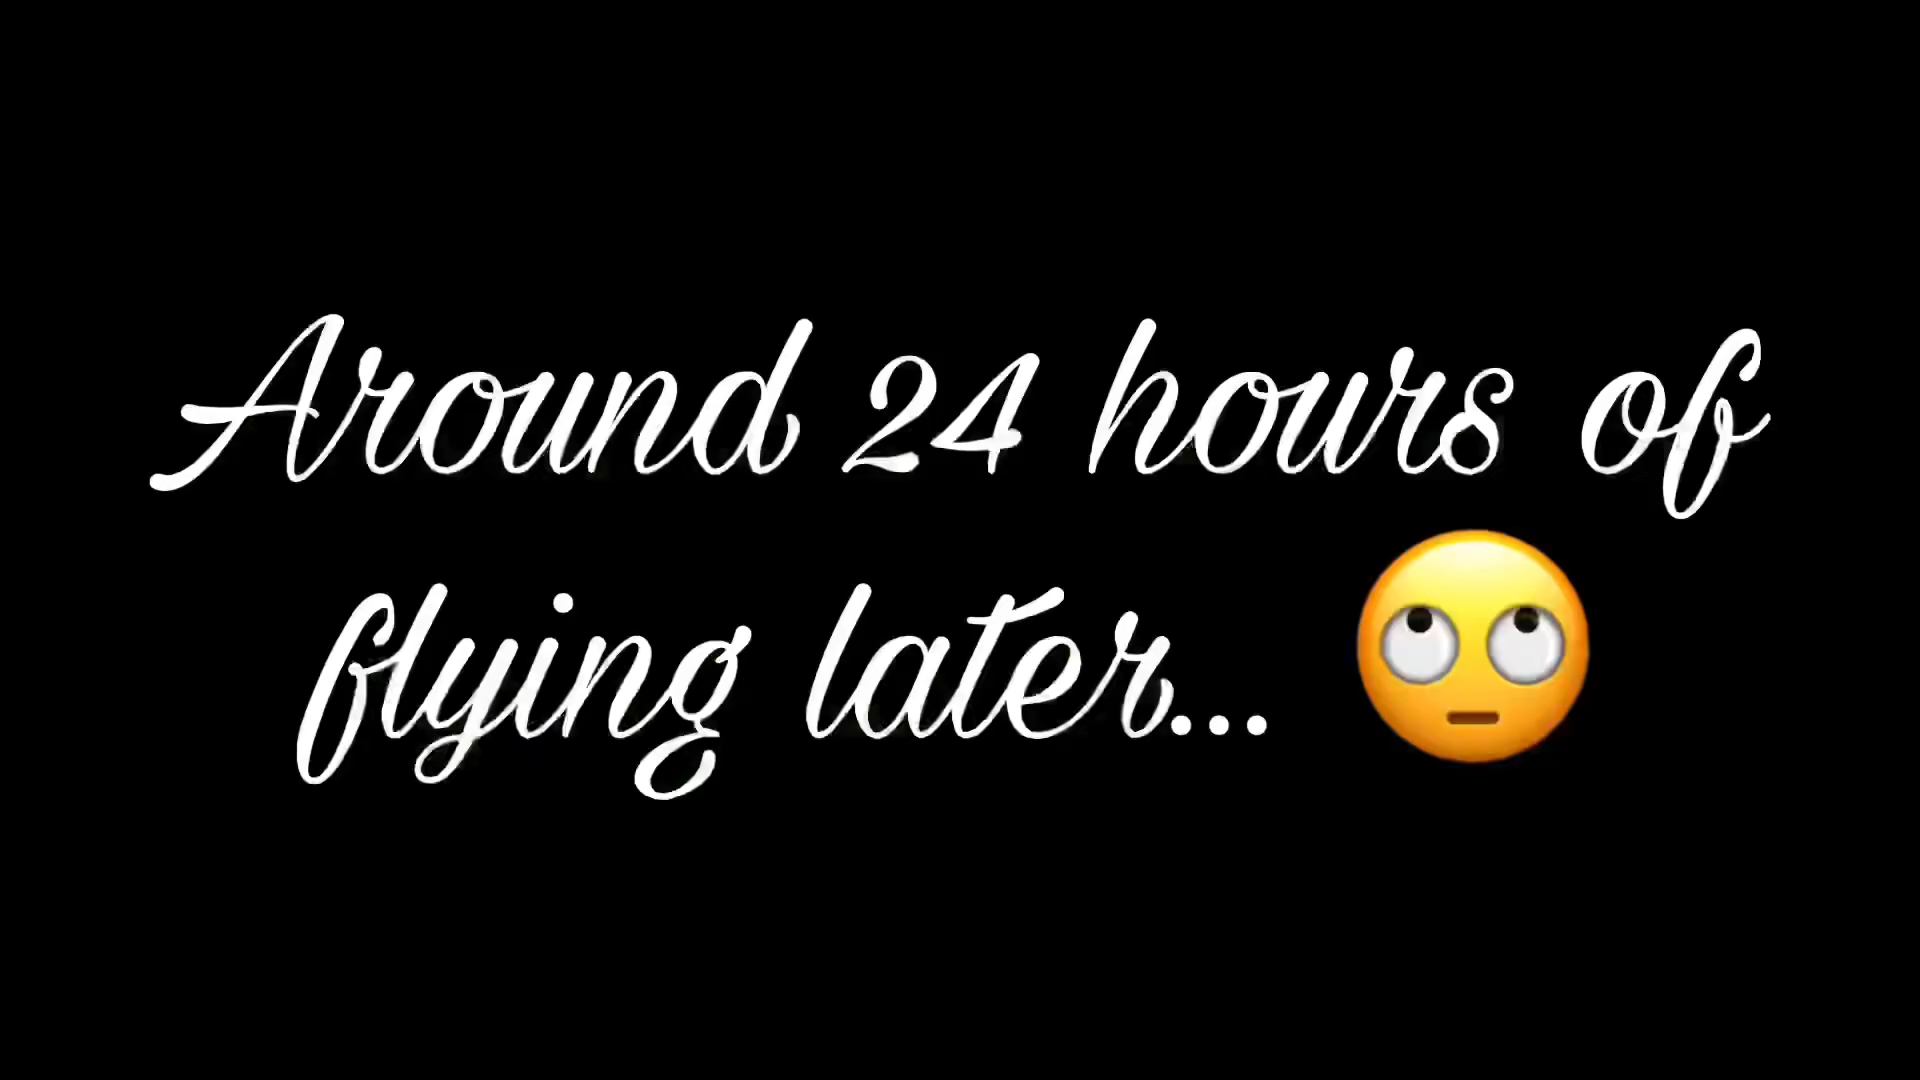 Around 24 hours of
flying later... 🙄